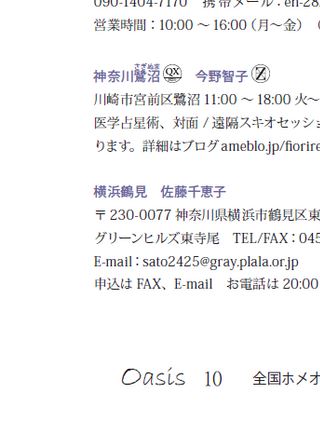 090-1404-7170　携帯メール：en-28
営業時間：10:00 ～ 16:00（月～金）（
神奈川鷺沼 QX　今野智子 Z
川崎市宮前区鷺沼 11:00 ～ 18:00 火～
医学占星術、対面 / 遠隔スキオセッシ
ります。詳細はブログ ameblo.jp/fiorire
横浜鶴見　佐藤千恵子
〒 230-0077 神奈川県横浜市鶴見区東
グリーンヒルズ東寺尾　TEL/FAX：045
E-mail：sato2425@gray.plala.or.jp
申込は FAX、E-mail　お電話は 20:00
Oasis 10 全国ホメオ